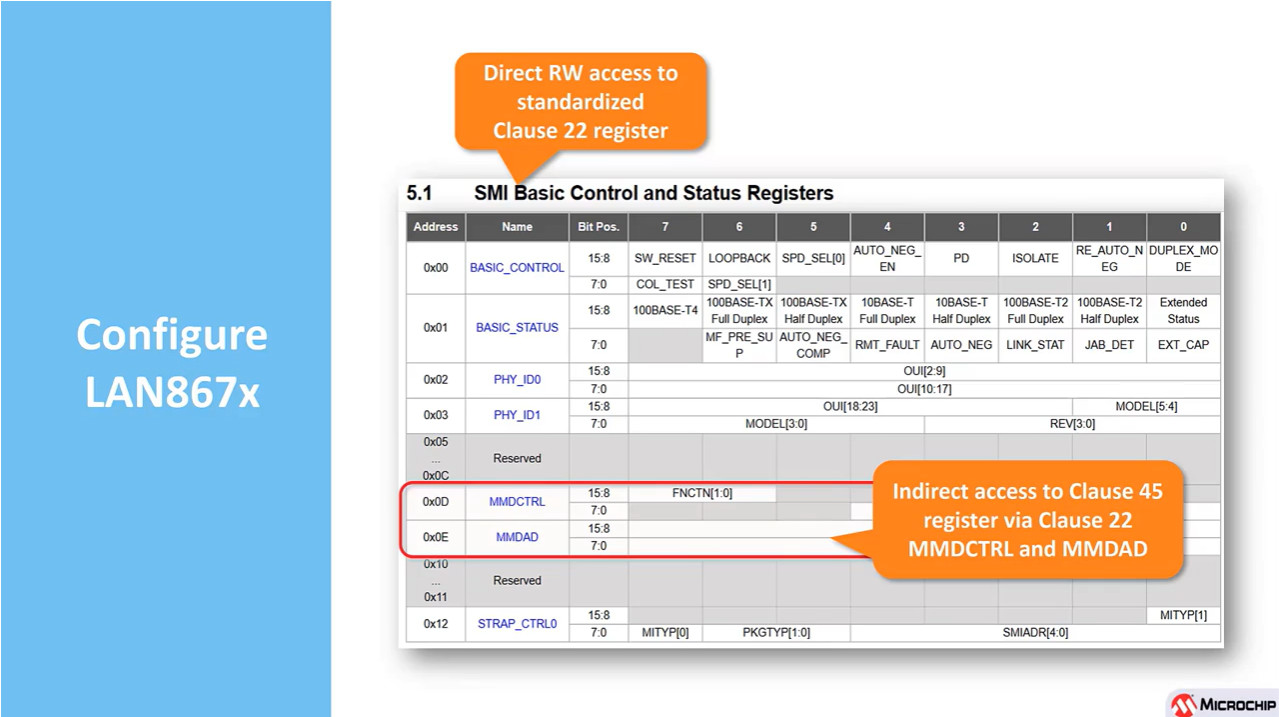 Direct RW access to
standardized
Clause 22 register
Configure
LAN867x
5.1 SMI Basic Control and Status Registers
Address Name Bit Pos. 7 6 5 4 3 2 1 0
0x00 BASIC_CONTROL 15:8 SW_RESET LOOPBACK SPD_SEL[0] AUTO_NEG_EN PD ISOLATE RE_AUTO_NEG DUPLEX_MODE
7:0 COL_TEST SPD_SEL[1]
0x01 BASIC_STATUS 15:8 100BASE-T4 100BASE-TX Full Duplex 100BASE-TX Half Duplex 10BASE-T Full Duplex 10BASE-T Half Duplex 100BASE-T2 Full Duplex 100BASE-T2 Half Duplex Extended Status
7:0 MF_PRE_SUP AUTO_NEG_COMP RMT_FAULT AUTO_NEG LINK_STAT JAB_DET EXT_CAP
0x02 PHY_ID0 15:8 OUI[2:9]
7:0 OUI[10:17]
0x03 PHY_ID1 15:8 OUI[18:23] MODEL[5:4]
7:0 MODEL[3:0] REV[3:0]
0x05
...
0x0C
Reserved
0x0D MMDCTRL 15:8 FNCTN[1:0]
7:0
0x0E MMDAD 15:8
7:0
Indirect access to Clause 45
register via Clause 22
MMDCTRL and MMDAD
0x10
...
0x11
Reserved
0x12 STRAP_CTRL0 15:8 MITYP[1]
7:0 MITYP[0] PKGTYP[1:0] SMIADR[4:0]
MICROCHIP